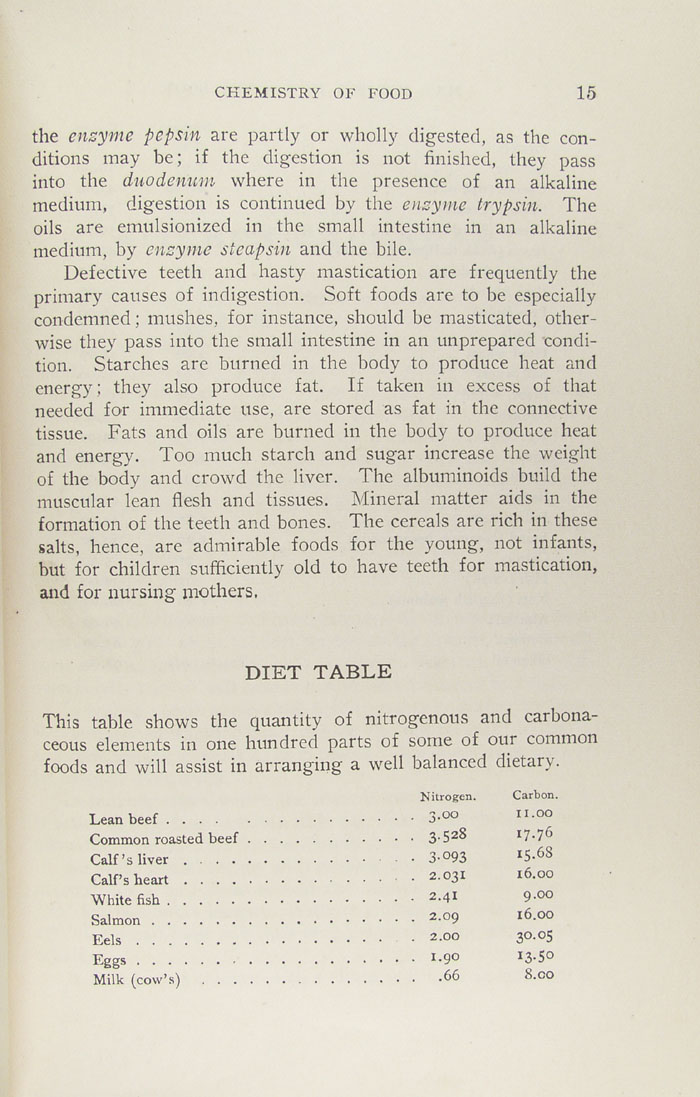 CHEMISTRY OF FOOD 15
the enzyme pepsin are partly or wholly digested, as the con-
ditions may be; if the digestion is not finished, they pass
into the duodenum where in the presence of an alkaline
medium, digestion is continued by the enzyme trypsin. The
oils are emulsionized in the small intestine in an alkaline
medium, by enzyme steapsin and the bile.
Defective teeth and hasty mastication are frequently the
primary causes of indigestion. Soft foods are to be especially
condemned; mushes, for instance, should be masticated, other-
wise they pass into the small intestine in an unprepared condi-
tion. Starches are burned in the body to produce heat and
energy; they also produce fat. If taken in excess of that
needed for immediate use, are stored as fat in the connective
tissue. Fats and oils are burned in the body to produce heat
and energy. Too much starch and sugar increase the weight
of the body and crowd the liver. The albuminoids build the
muscular lean flesh and tissues. Mineral matter aids in the
formation of the teeth and bones. The cereals are rich in these
salts, hence, are admirable foods for the young, not infants,
but for children sufficiently old to have teeth for mastication,
and for nursing mothers.
DIET TABLE
This table shows the quantity of nitrogenous and carbona-
ceous elements in one hundred parts of some of our common
foods and will assist in arranging a well balanced dietary.
Nitrogen. Carbon.
Lean beef . . . . . . . . . . . . . . 3.00 11.00
Common roasted beef . . . . . . . . . 3.528 17.76
Calf's liver . . . . . . . . . . . . 3.093 15.68
Calf's heart . . . . . . . . . . . . 2.031 16.00
White fish . . . . . . . . . . . . . 2.41 9.00
Salmon . . . . . . . . . . . . . . 2.09 16.00
Eels . . . . . . . . . . . . . . . 2.00 30.05
Eggs . . . . . . . . . . . . . . . 1.90 13.50
Milk (cow's) . . . . . . . . . . . .66 8.00